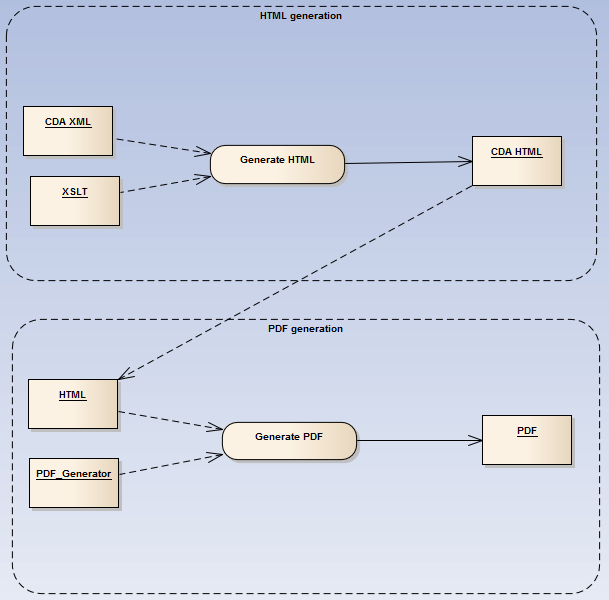 HTML generation
CDA XML
Generate HTML
CDA HTML
XSLT
PDF generation
HTML
Generate PDF
PDF
PDF_Generator